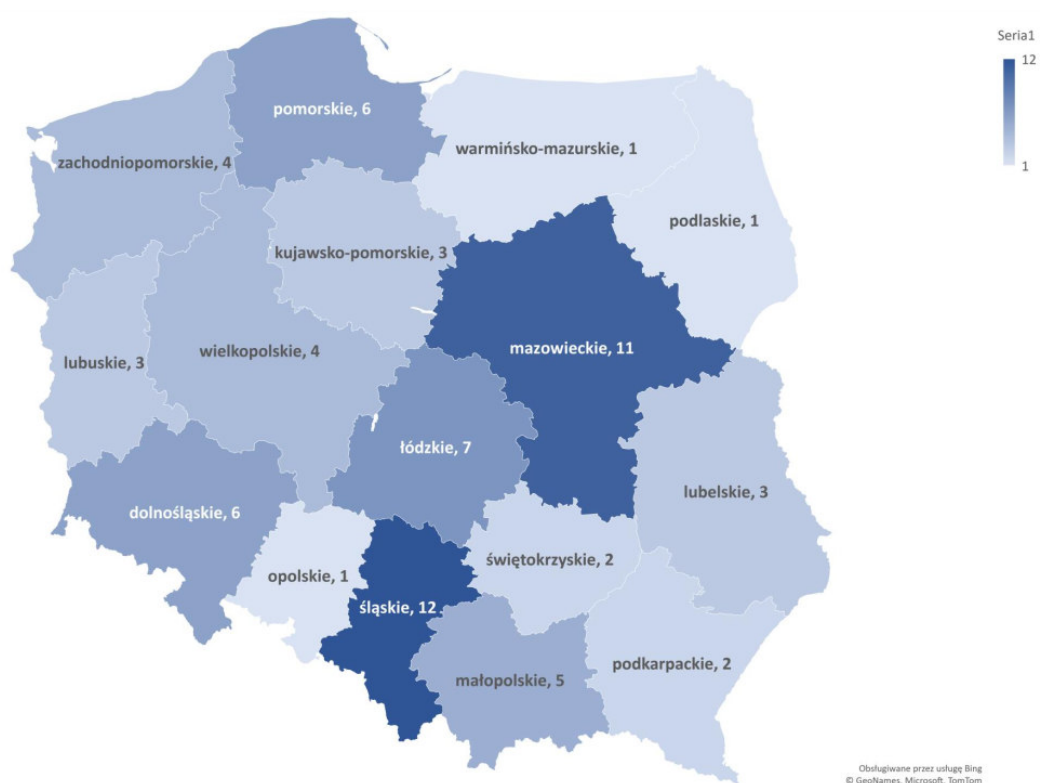 Seria1
12
1
pomorskie, 6
warmińsko-mazurskie, 1
zachodniopomorskie, 4
podlaskie, 1
kujawsko-pomorskie, 3
mazowieckie, 11
wielkopolskie, 4
lubuskie, 3
łódzkie, 7
lubelskie, 3
dolnośląskie, 6
świętokrzyskie, 2
opolskie, 1
śląskie, 12
podkarpackie, 2
małopolskie, 5
Obsługiwane przez usługę Bing
© GeoNames, Microsoft, TomTom